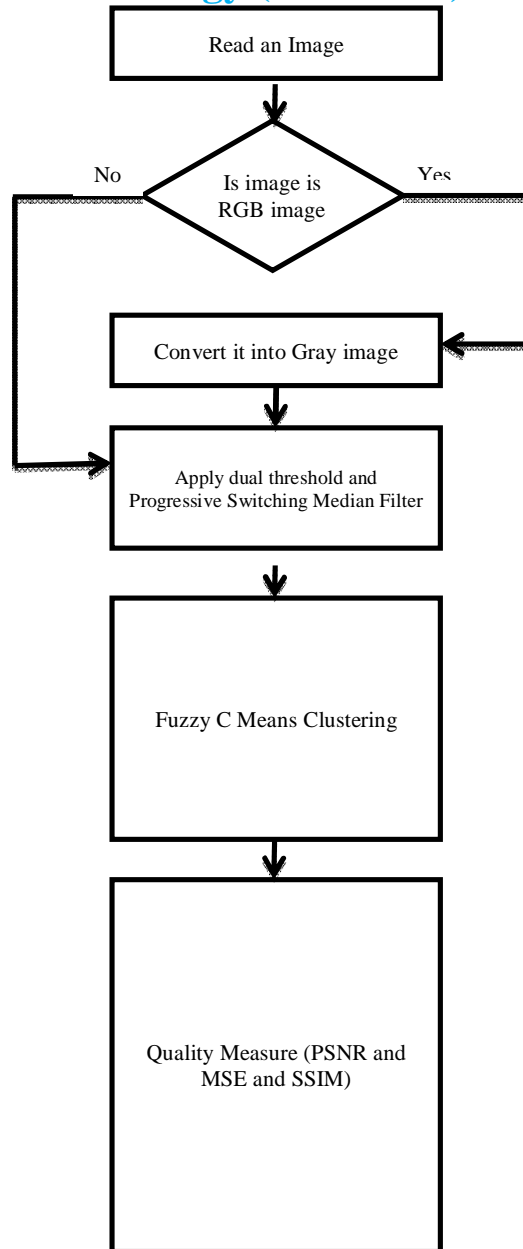 Read an Image
No
Yes
Is image is
RGB image
Convert it into Gray image
Apply dual threshold and
Progressive Switching Median Filter
Fuzzy C Means Clustering
Quality Measure (PSNR and
MSE and SSIM)